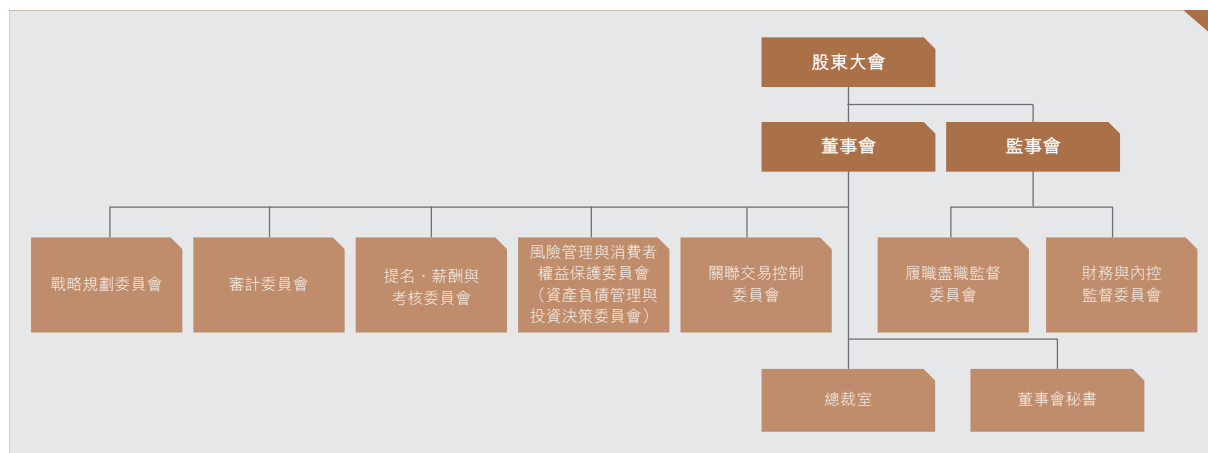 股東大會
董事會
監事會
戰略規劃委員會
審計委員會
提名、薪酬與
考核委員會
風險管理與消費者
權益保護委員會
（資產負債管理與
投資決策委員會）
關聯交易控制
委員會
履職盡職監督
委員會
財務與內控
監督委員會
總裁室
董事會秘書